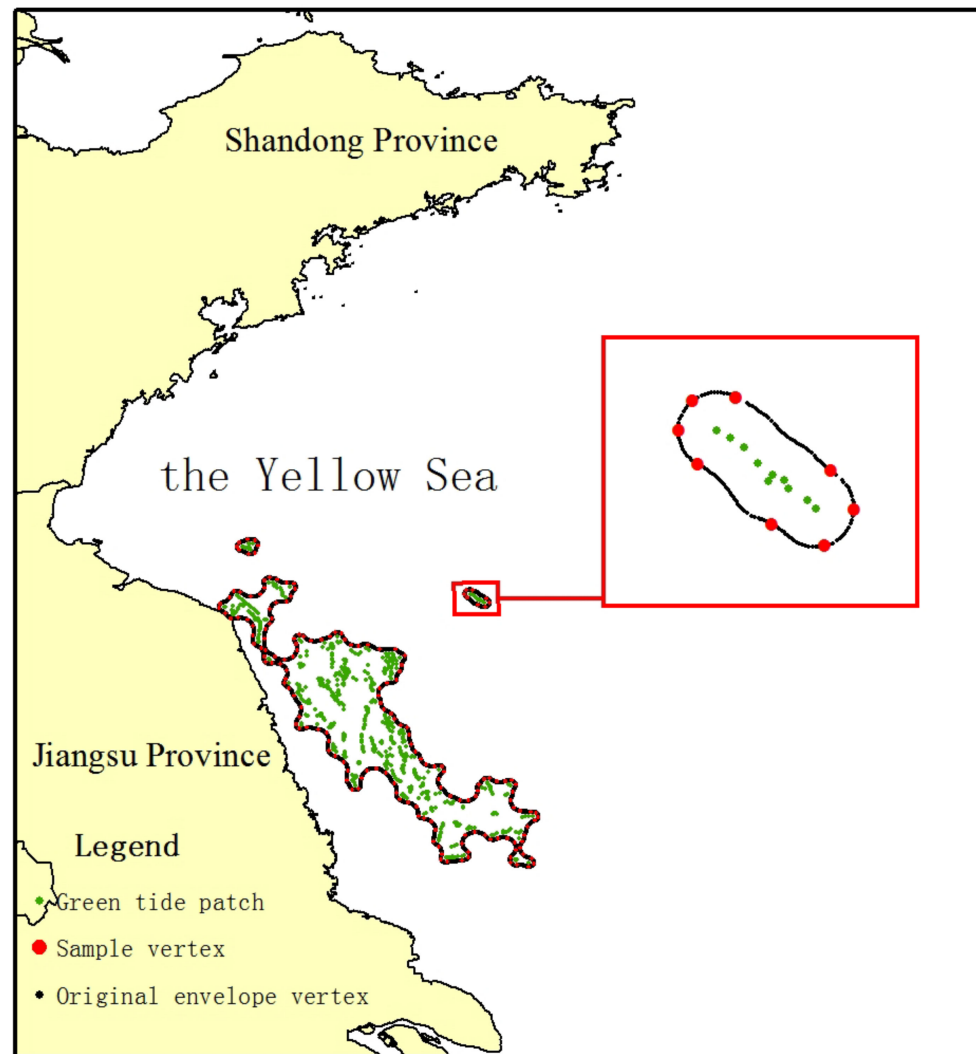 Shandong Province
the Yellow Sea
Jiangsu Province
Legend
Green tide patch
Sample vertex
Original envelope vertex